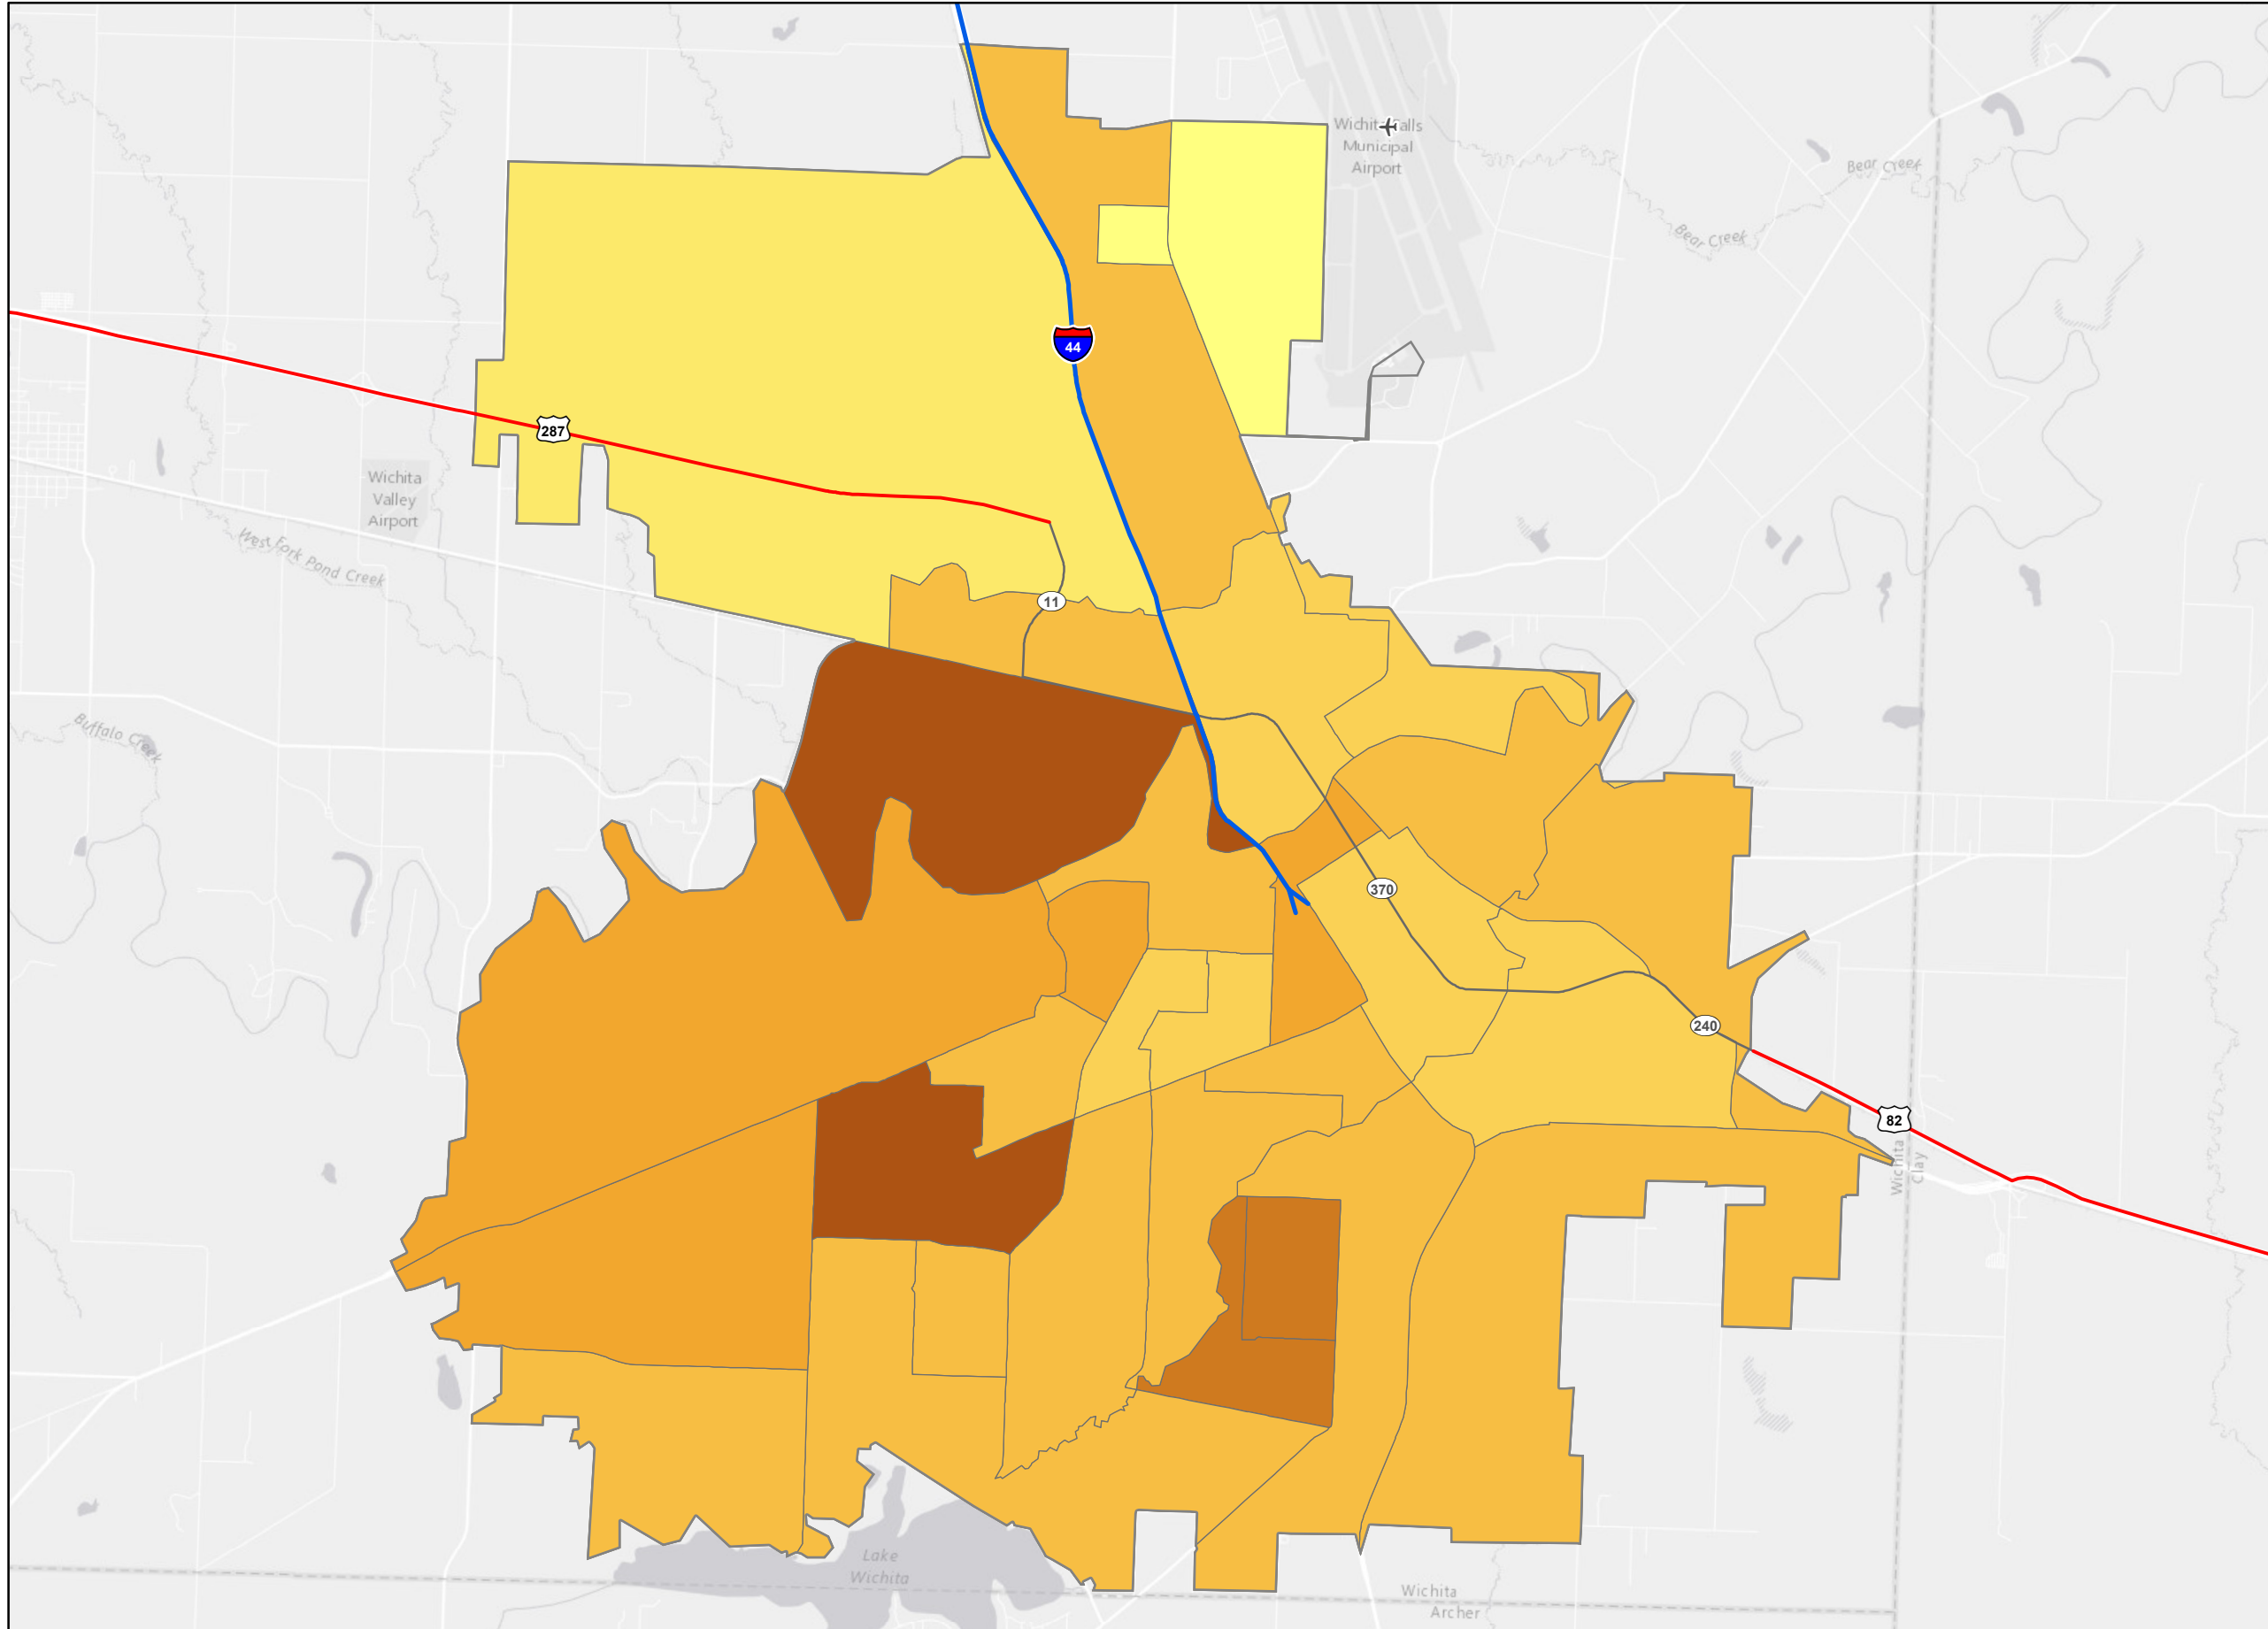 Wichita Falls
Municipal
Airport
Bear Creek
Bear Creek
44
287
Wichita
Valley
Airport
West Fork Pond Creek
11
Buffalo Creek
370
240
82
Wichita
Clay
Lake
Wichita
Wichita
Archer